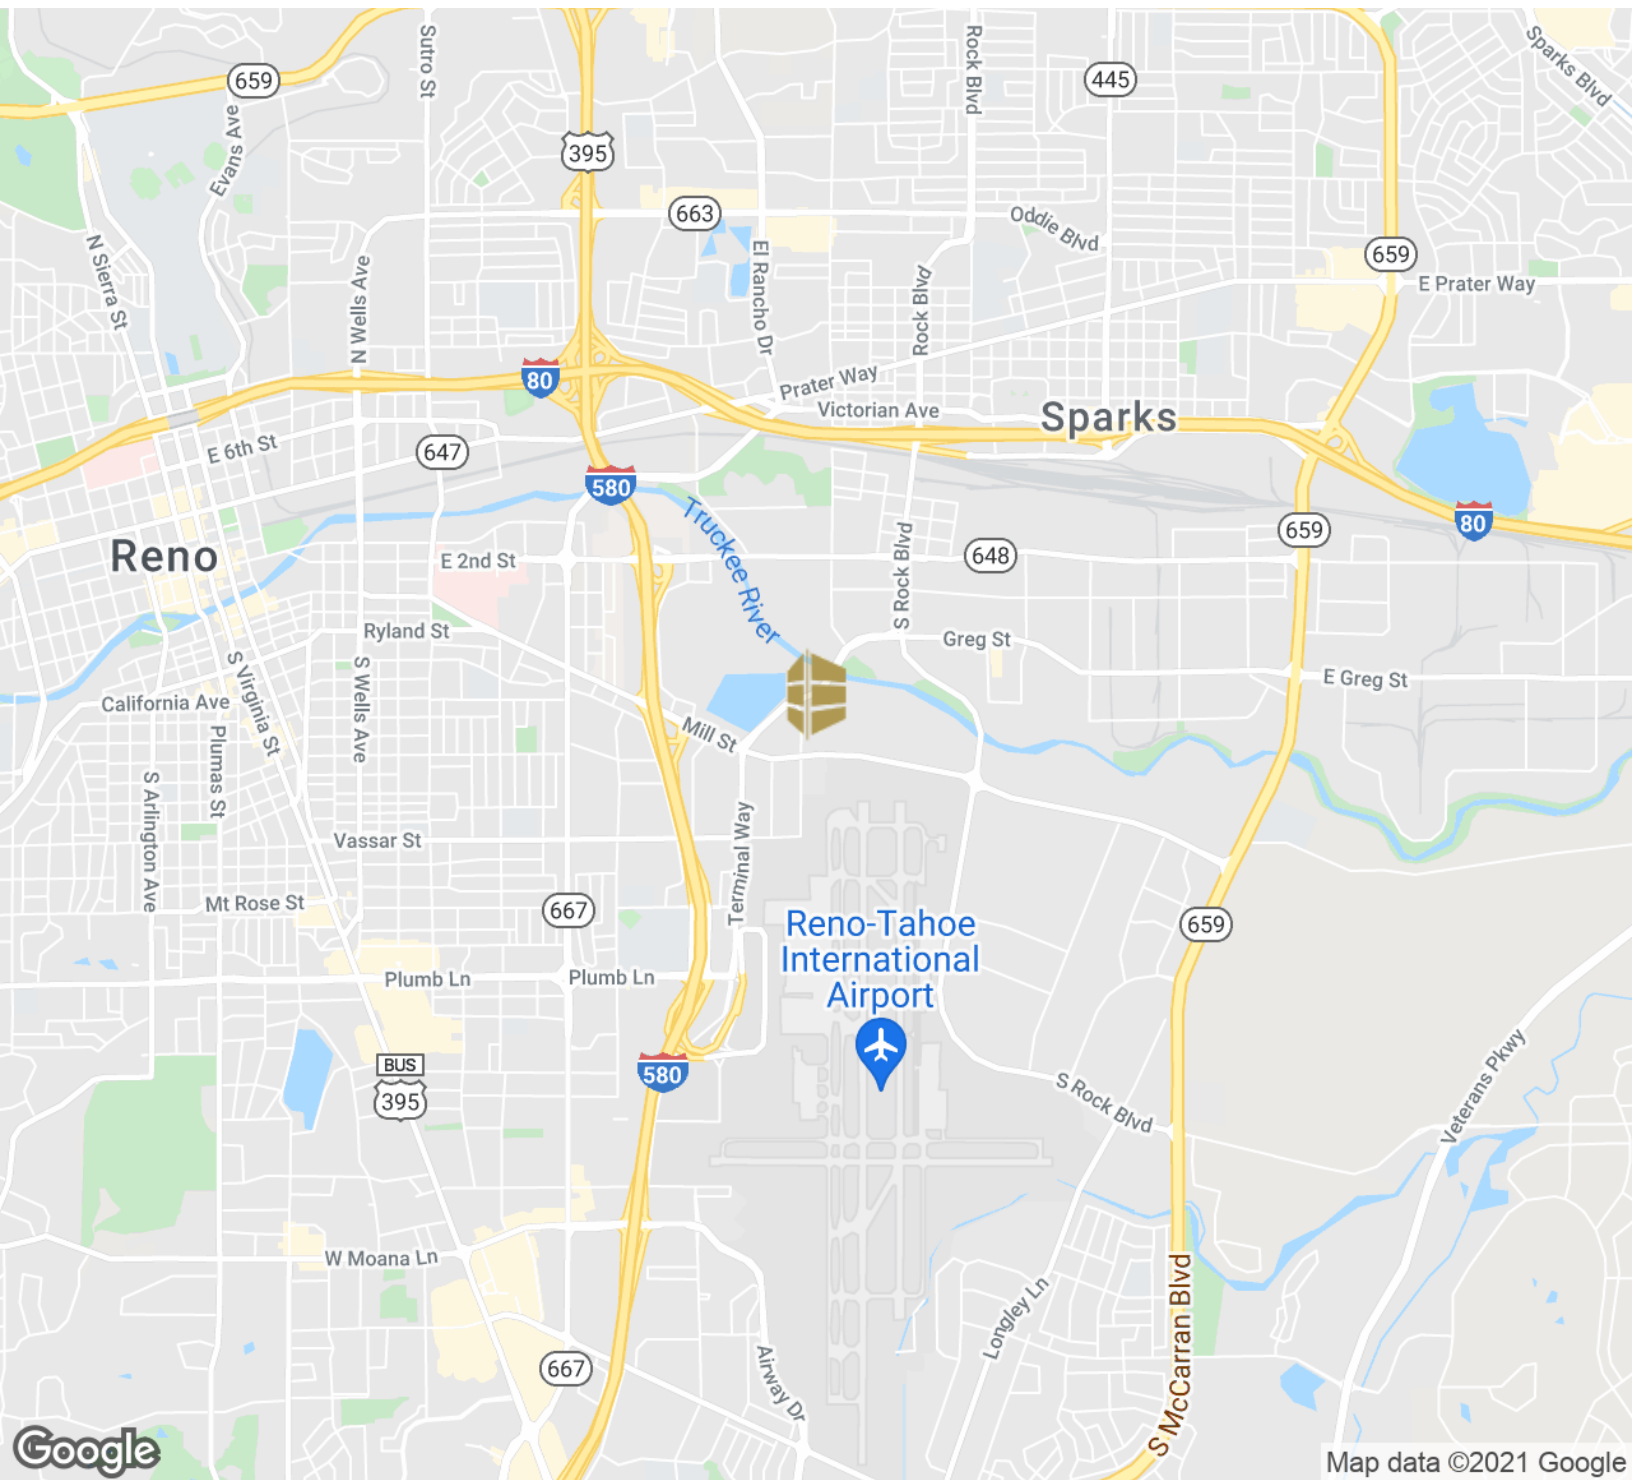 Sutro St
Rock Blvd
Sparks Blvd
659
445
Evans Ave
395
663
Oddie Blvd
N Sierra St
N Wells Ave
El Rancho Dr
Rock Blvd
659
E Prater Way
80
Prater Way
Victorian Ave
Sparks
E 6th St
647
580
Truckee River
80
659
Reno
E 2nd St
648
S Rock Blvd
Ryland St
Greg St
E Greg St
S Virginia St
S Wells Ave
California Ave
Plumas St
Mill St
S Arlington Ave
Vassar St
Terminal Way
Mt Rose St
667
659
Reno-Tahoe
International
Airport
Plumb Ln
Plumb Ln
BUS
395
580
S Rock Blvd
Veterans Pkwy
W Moana Ln
Longley Ln
S McCarran Blvd
667
Airway Dr
Google
Map data ©2021 Google